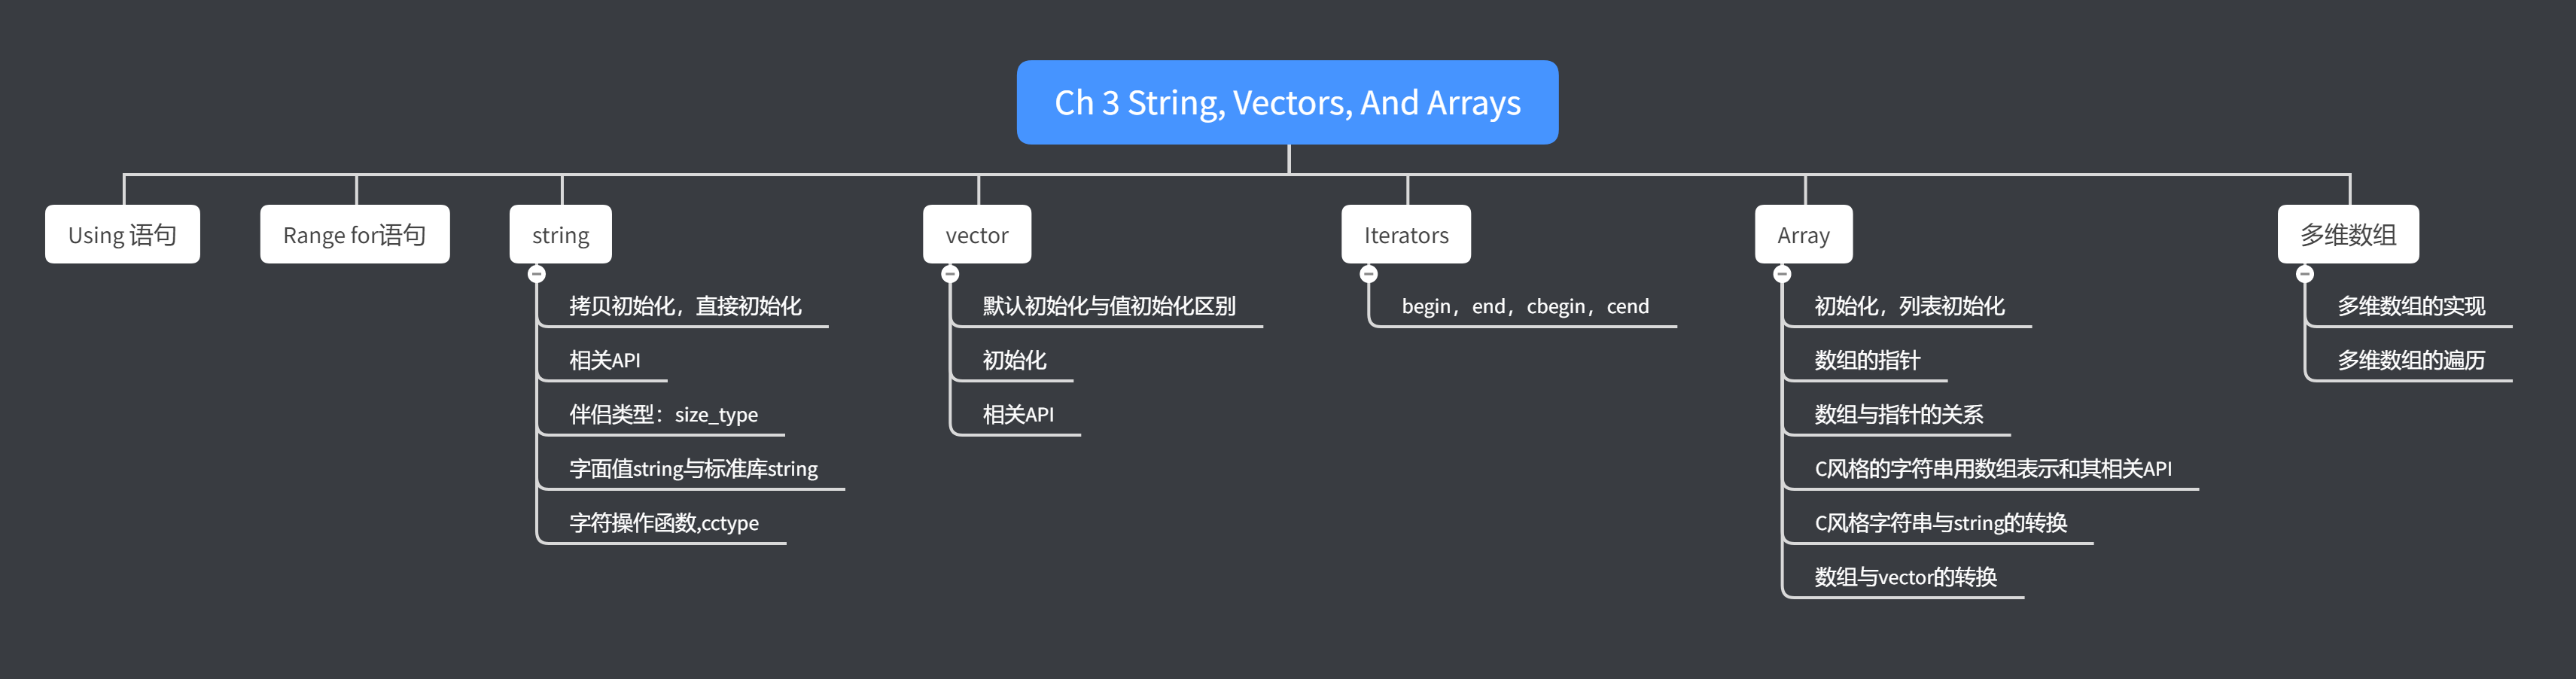 Ch 3 String, Vectors, And Arrays
Using 语句
Range for语句
string
拷贝初始化，直接初始化
相关API
伴侣类型：size_type
字面值string与标准库string
字符操作函数,cctype
vector
默认初始化与值初始化区别
初始化
相关API
Iterators
begin，end，cbegin，cend
Array
初始化，列表初始化
数组的指针
数组与指针的关系
C风格的字符串用数组表示和其相关API
C风格字符串与string的转换
数组与vector的转换
多维数组
多维数组的实现
多维数组的遍历